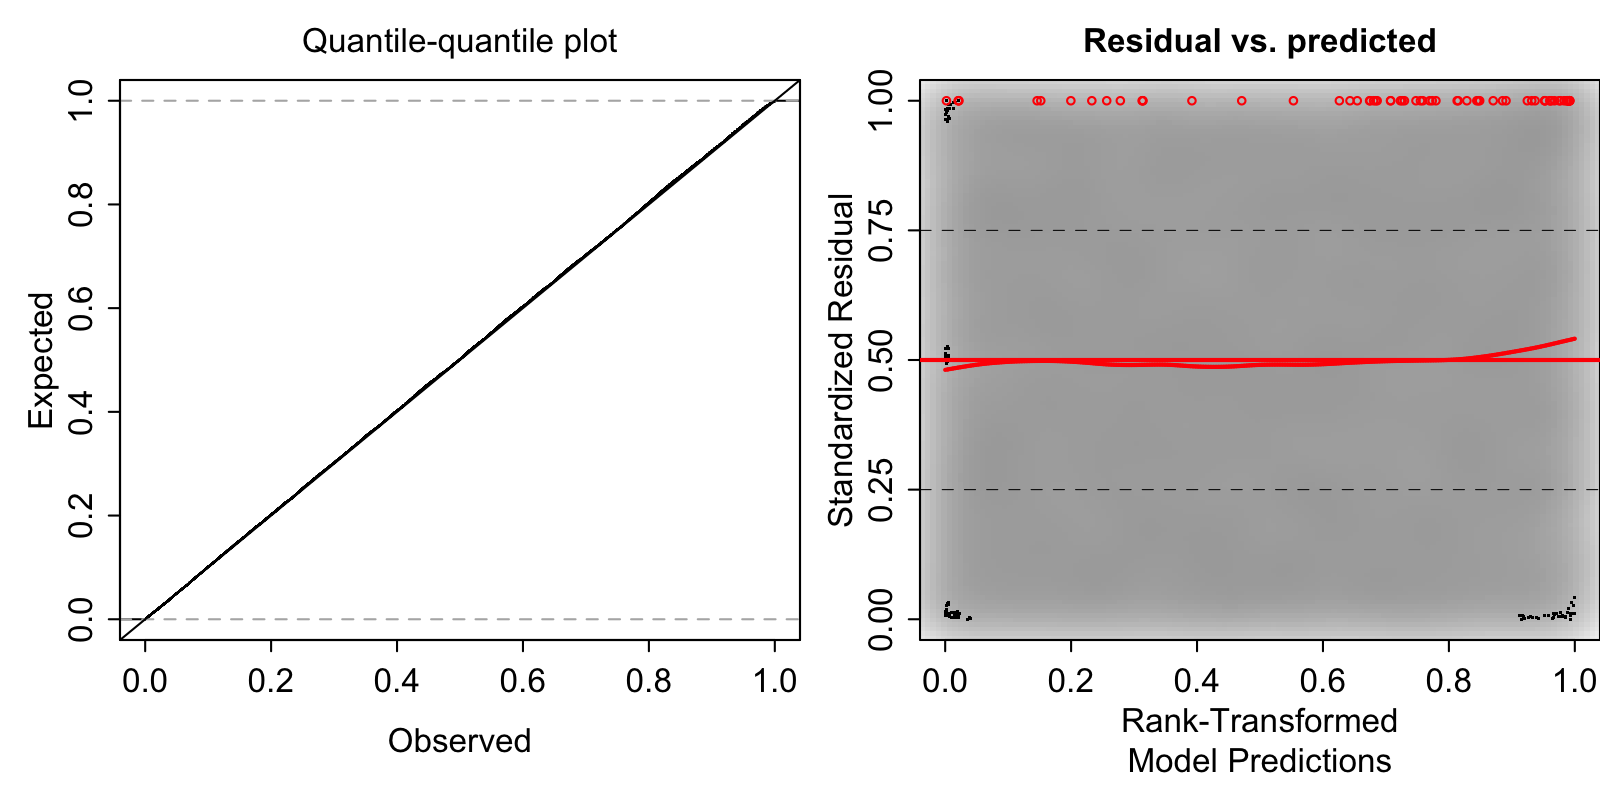 Quantile-quantile plot
Expected
0.0 0.2 0.4 0.6 0.8 1.0
0.0 0.2 0.4 0.6 0.8 1.0
Observed
Residual vs. predicted
Standardized Residual
0.00 0.25 0.50 0.75 1.00
0.0 0.2 0.4 0.6 0.8 1.0
Rank-Transformed
Model Predictions